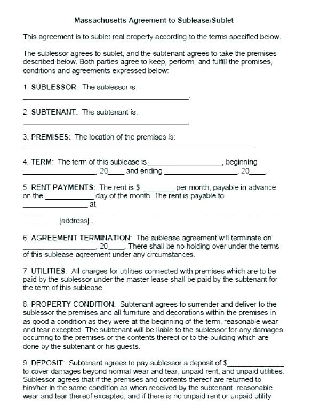 Massachusetts Agreement to Sublease/Sublet
This agreement is to sublet real property according to the terms specified below.
The sublessor agrees to sublet, and the subtenant agrees to take the premises
described below. Both parties agree to keep, perform, and fulfill the promises,
conditions and agreements expressed below:
1. SUBLESSOR: The sublessor is:
___________________________________.
2. SUBTENANT: The subtenant is:
___________________________________.
3. PREMISES: The location of the premises is:
_________________________________________________.
4. TERM: The term of this sublease is ________________, beginning
________________, 20____ and ending ________________, 20____.
5. RENT PAYMENTS: The rent is $________ per month, payable in advance
on the ____________ day of the month. The rent is payable to
______________ at
________ [address].
6. AGREEMENT TERMINATION: The sublease agreement will terminate on
________________, 20____. There shall be no holding over under the terms
of this sublease agreement under any circumstances.
7. UTILITIES: All charges for utilities connected with premises which are to be
paid by the sublessor under the master lease shall be paid by the subtenant for
the term of this sublease.
8. PROPERTY CONDITION: Subtenant agrees to surrender and deliver to the
sublessor the premises and all furniture and decorations within the premises in
as good a condition as they were at the beginning of the term, reasonable wear
and tear excepted. The subtenant will be liable to the sublessor for any damages
occurring to the premises or the contents thereof or to the building which are
done by the subtenant or his guests.
9. DEPOSIT: Subtenant agrees to pay sublessor a deposit of $____________
to cover damages beyond normal wear and tear, unpaid rent, and unpaid utilities.
Sublessor agrees that if the premises and contents thereof are returned to
him/her in the same condition as when received by the subtenant, reasonable
wear and tear thereof excepted, and if there is no unpaid rent or unpaid utility